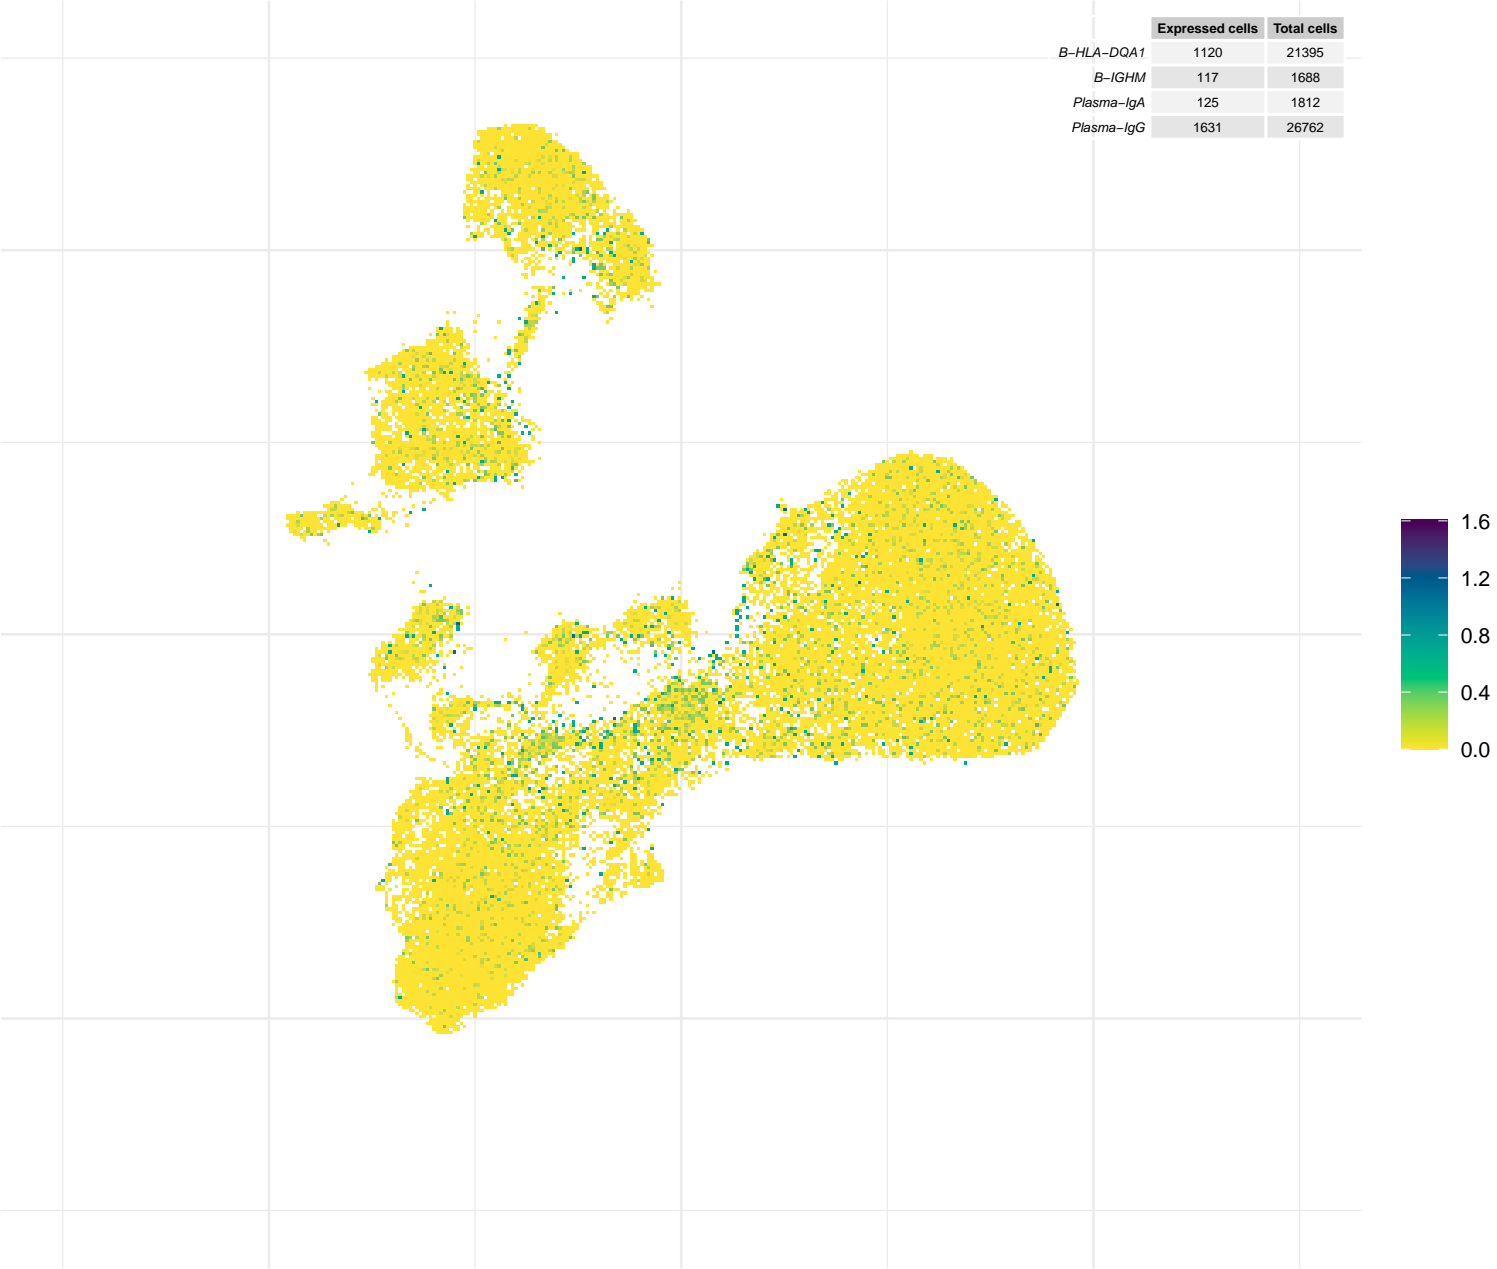 Expressed cells Total cells
B−HLA−DQA1 1120 21395
B−IGHM 117 1688
Plasma−IgA 125 1812
Plasma−IgG 1631 26762
1.6
1.2
0.8
0.4
0.0